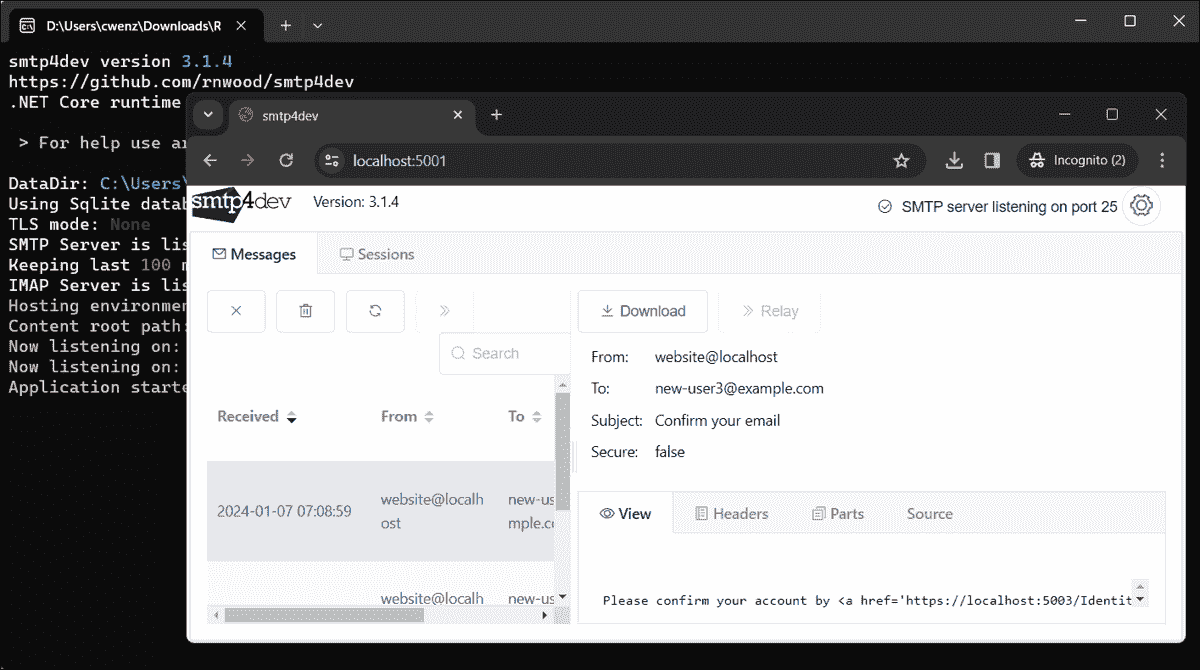 D:\Users\cwenz\Downloads\R
smtp4dev version 3.1.4
https://github.com/rnwood/smtp4dev
.NET Core runtime
> For help use
DataDir: C:\Users\
Using Sqlite
TLS mode: None
SMTP Server is
Keeping last 100
IMAP Server is
Hosting
Content root path:
Now listening on:
Now listening on:
Application
smtp4dev
localhost:5001
Incognito (2)
smtp4dev Version: 3.1.4
SMTP server listening on port 25
Messages Sessions
Download Relay
Search
From: website@localhost
To: new-user3@example.com
Subject: Confirm your email
Secure: false
Received From To
2024-01-07 07:08:59
website@localh
ost
new-us
mple.c
website@localh
new-us
View Headers Parts Source
Please confirm your account by <a href='https://localhost:5003/Identit